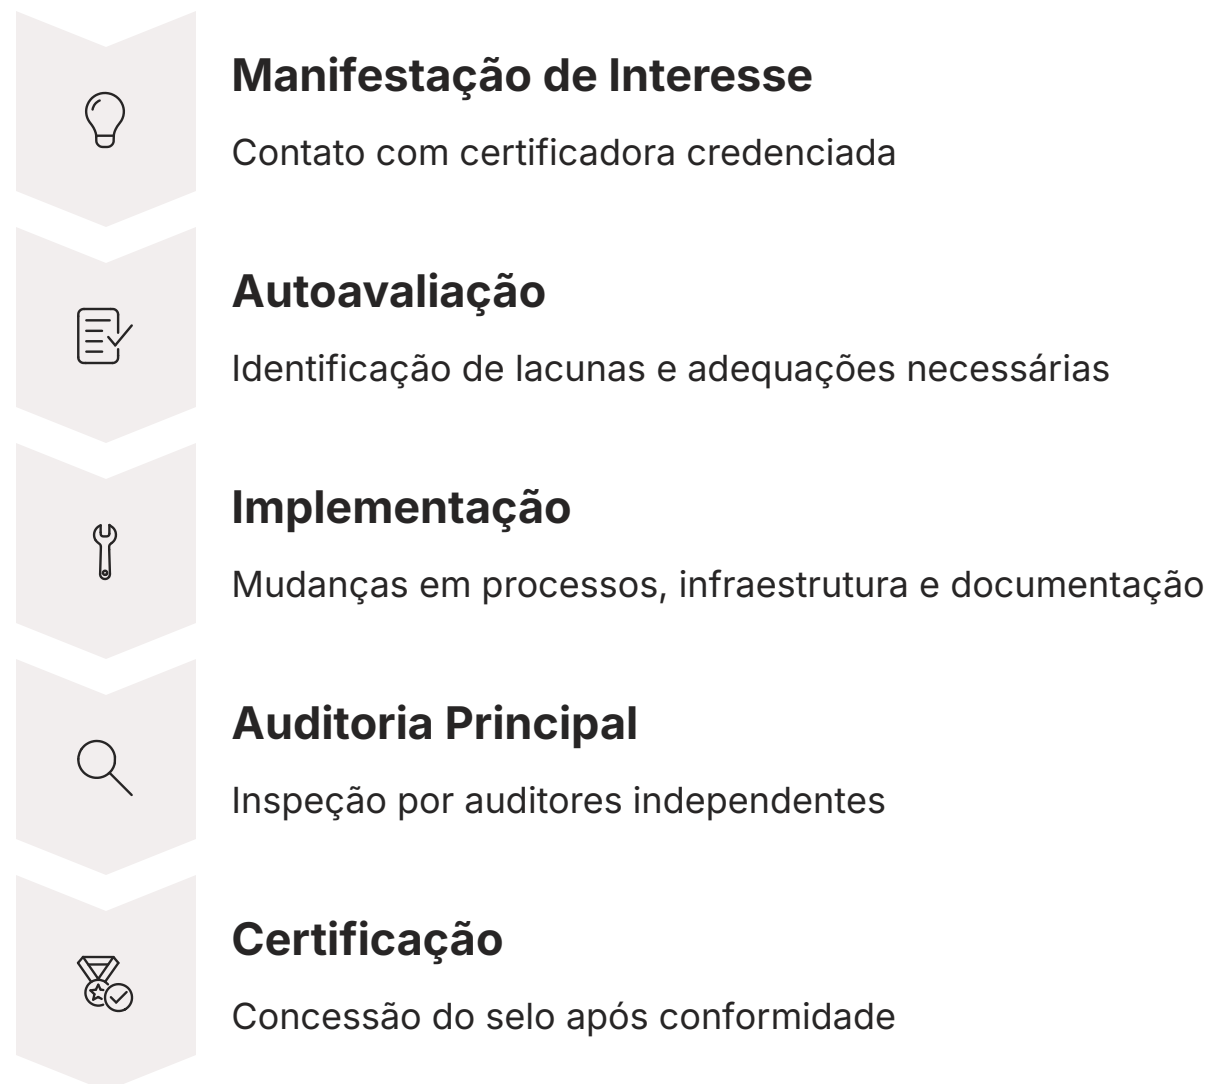 Manifestação de Interesse
Contato com certificadora credenciada
Autoavaliação
Identificação de lacunas e adequações necessárias
Implementação
Mudanças em processos, infraestrutura e documentação
Auditoria Principal
Inspeção por auditores independentes
Certificação
Concessão do selo após conformidade